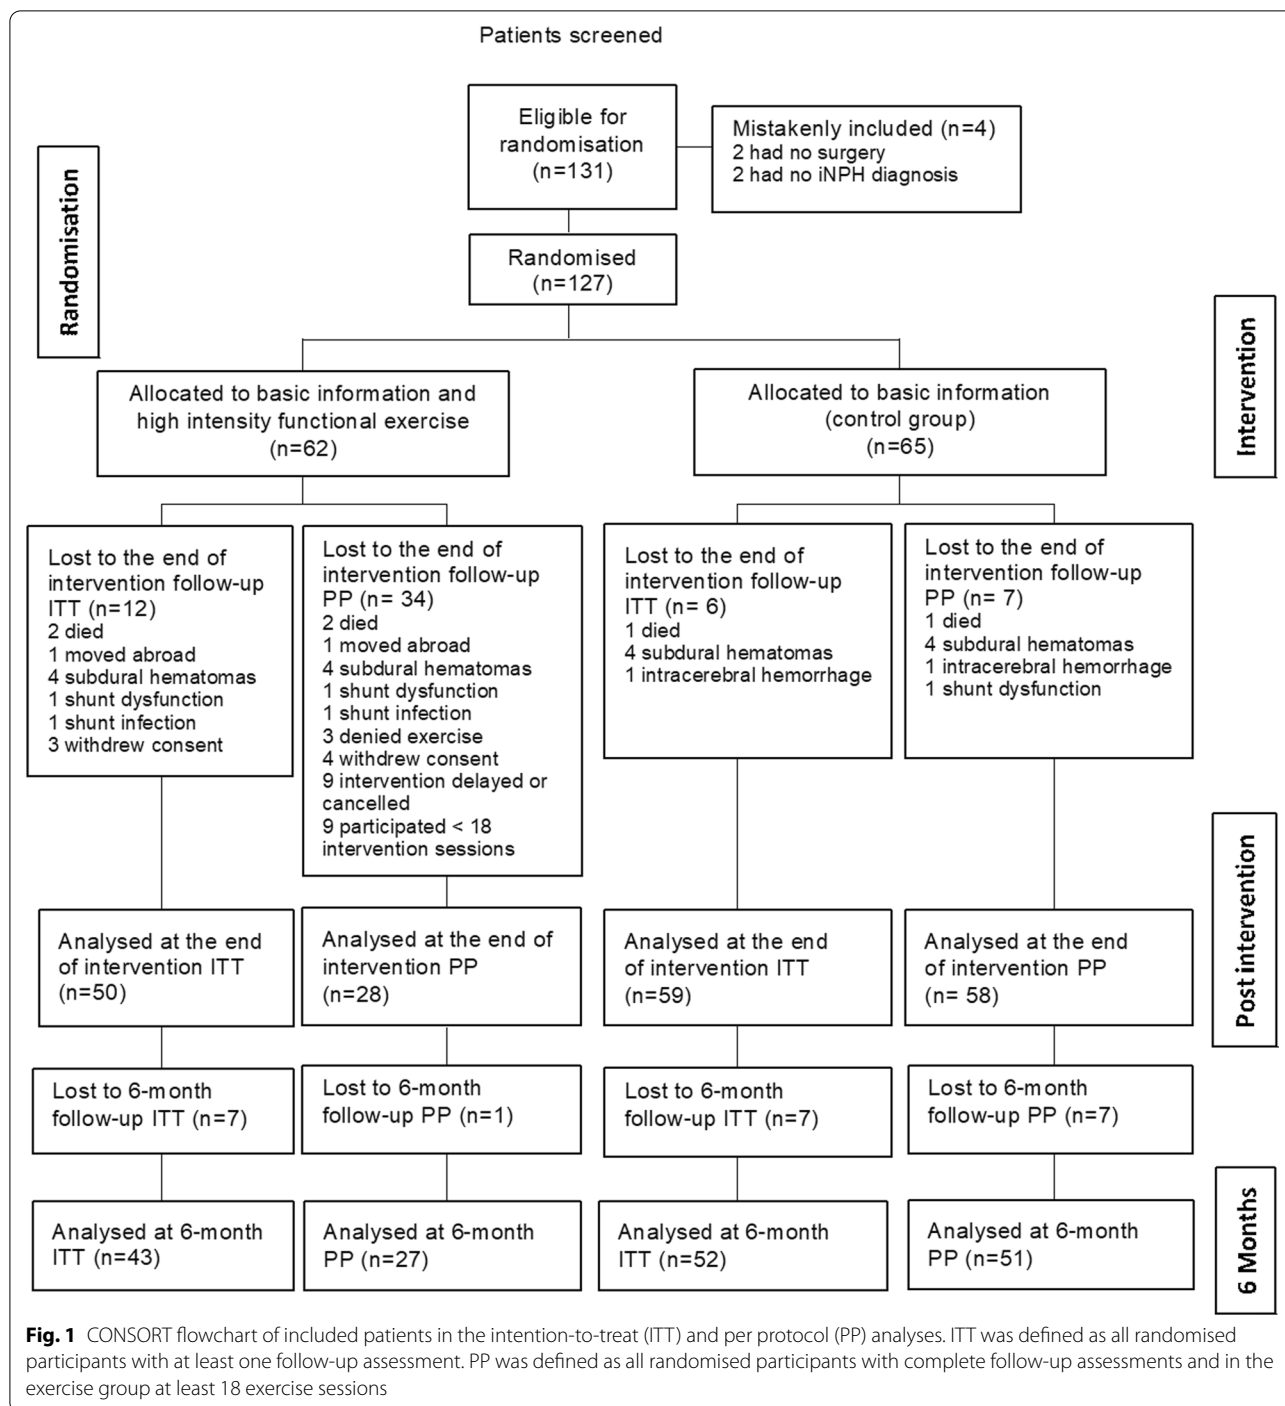 Patients screened
Eligible for
randomisation
(n=131)
Mistakenly included (n=4)
2 had no surgery
2 had no iNPH diagnosis
Randomisation
Randomised
(n=127)
Intervention
Allocated to basic information and
high intensity functional exercise
(n=62)
Allocated to basic information
(control group)
(n=65)
Lost to the end of
intervention follow-up
ITT (n=12)
2 died
1 moved abroad
4 subdural hematomas
1 shunt dysfunction
1 shunt infection
3 withdrew consent
Lost to the end of
intervention follow-up
PP (n= 34)
2 died
1 moved abroad
4 subdural hematomas
1 shunt dysfunction
1 shunt infection
3 denied exercise
4 withdrew consent
9 intervention delayed or
cancelled
9 participated < 18
intervention sessions
Lost to the end of
intervention follow-up
ITT (n= 6)
1 died
4 subdural hematomas
1 intracerebral hemorrhage
Lost to the end of
intervention follow-up
PP (n= 7)
1 died
4 subdural hematomas
1 intracerebral hemorrhage
1 shunt dysfunction
Post intervention
Analysed at the end
of intervention ITT
(n=50)
Analysed at the end of
intervention PP
(n=28)
Analysed at the end
of intervention ITT
(n=59)
Analysed at the end
of intervention PP
(n= 58)
Lost to 6-month
follow-up ITT (n=7)
Lost to 6-month
follow-up PP (n=1)
Lost to 6-month
follow-up ITT (n=7)
Lost to 6-month
follow-up PP (n=7)
6 Months
Analysed at 6-month
ITT (n=43)
Analysed at 6-month
PP (n=27)
Analysed at 6-month
ITT (n=52)
Analysed at 6-month
PP (n=51)
Fig. 1 CONSORT flowchart of included patients in the intention-to-treat (ITT) and per protocol (PP) analyses. ITT was defined as all randomised
participants with at least one follow-up assessment. PP was defined as all randomised participants with complete follow-up assessments and in the
exercise group at least 18 exercise sessions